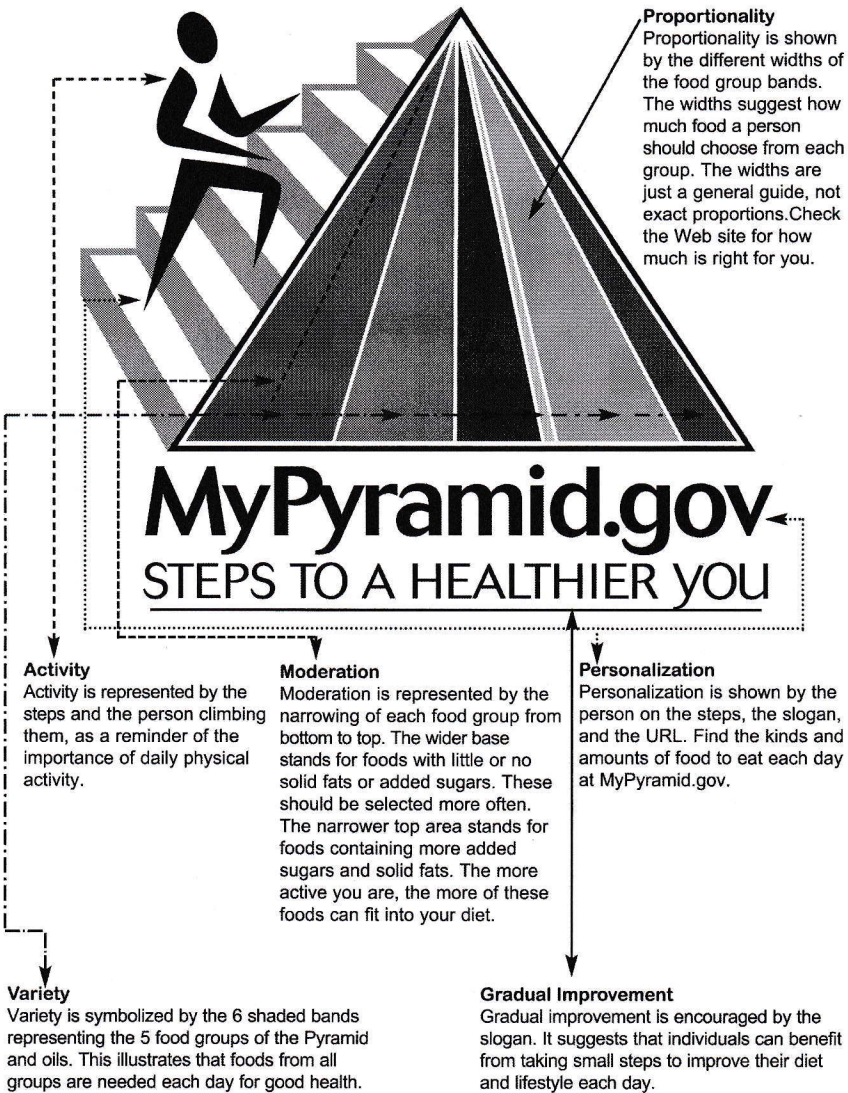 Proportionality
Proportionality is shown
by the different widths of
the food group bands.
The widths suggest how
much food a person
should choose from each
group. The widths are
just a general guide, not
exact proportions.Check
the Web site for how
much is right for you.
MyPyramid.gov
STEPS TO A HEALTHIER YOU
Activity
Activity is represented by the
steps and the person climbing
them, as a reminder of the
importance of daily physical
activity.
Moderation
Moderation is represented by the
narrowing of each food group from
bottom to top. The wider base
stands for foods with little or no
solid fats or added sugars. These
should be selected more often.
The narrower top area stands for
foods containing more added
sugars and solid fats. The more
active you are, the more of these
foods can fit into your diet.
Personalization
Personalization is shown by the
person on the steps, the slogan,
and the URL. Find the kinds and
amounts of food to eat each day
at MyPyramid.gov.
Variety
Variety is symbolized by the 6 shaded bands
representing the 5 food groups of the Pyramid
and oils. This illustrates that foods from all
groups are needed each day for good health.
Gradual Improvement
Gradual improvement is encouraged by the
slogan. It suggests that individuals can benefit
from taking small steps to improve their diet
and lifestyle each day.